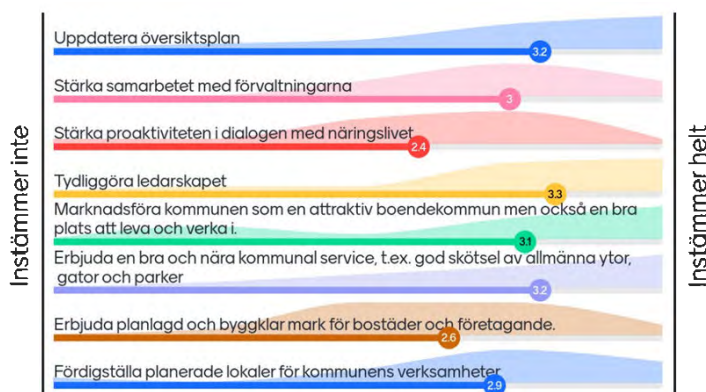 Instämmer inte
Uppdatera översiktsplan
3.2
Stärka samarbetet med förvaltningarna
3
Stärka proaktiviteten i dialogen med näringslivet
2.4
Tydliggöra ledarskapet
3.3
Marknadsföra kommunen som en attraktiv boendekommun men också en bra
plats att leva och verka i.
3.1
Erbjuda en bra och nära kommunal service, t.ex. god skötsel av allmänna ytor,
gator och parker
3.2
Erbjuda planlagd och byggklar mark för bostäder och företagande.
2.6
Fördigställa planerade lokaler för kommunens verksamheter
2.9
Instämmer helt